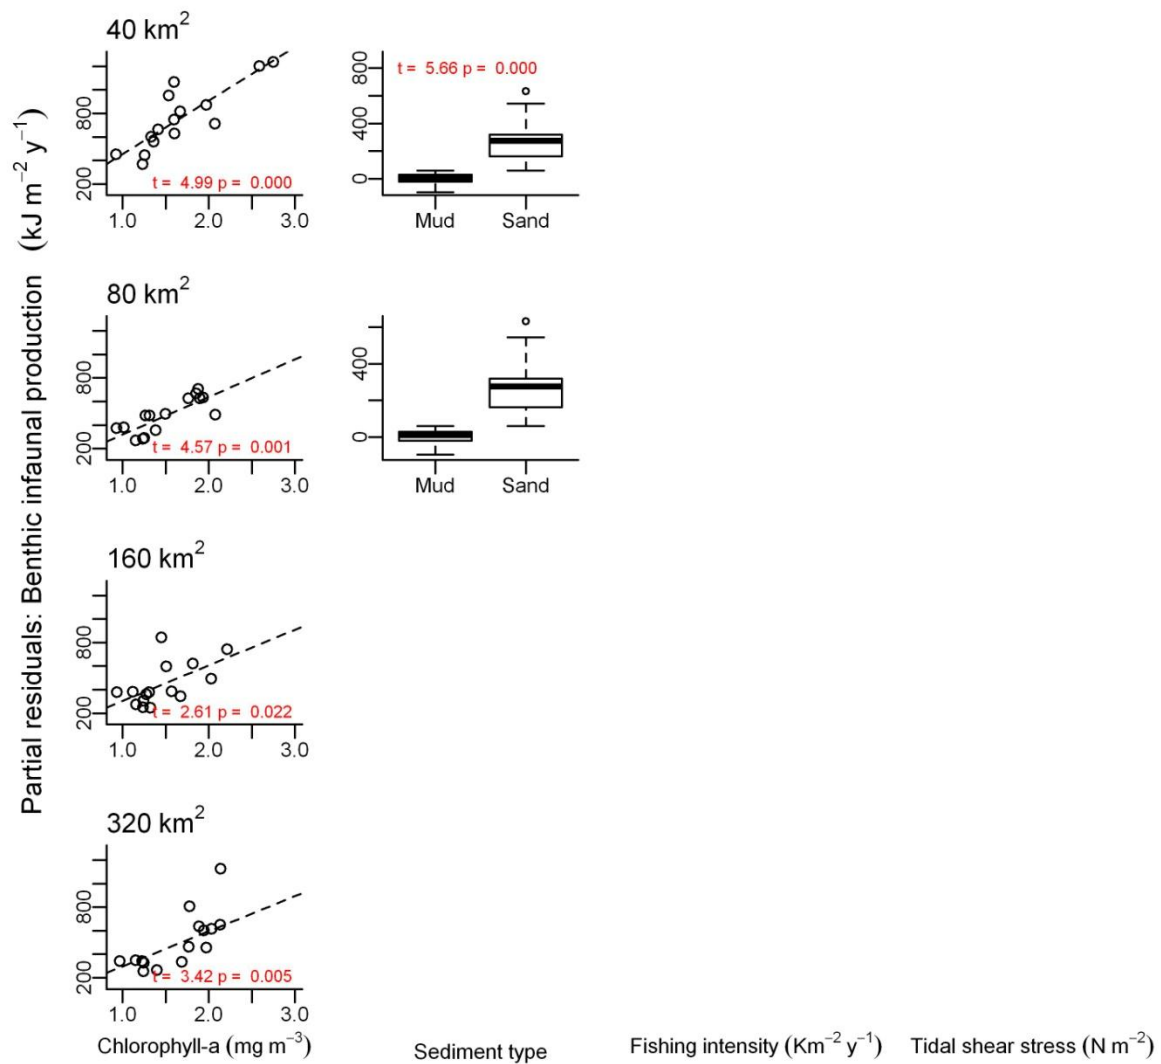 Partial residuals: Benthic infaunal production (kJ m⁻² y⁻¹)
40 km²
200 800
t = 4.99 p = 0.000
1.0 2.0 3.0
0 400 800
t = 5.66 p = 0.000
Mud Sand
80 km²
200 800
t = 4.57 p = 0.001
1.0 2.0 3.0
0 400
Mud Sand
160 km²
200 800
t = 2.61 p = 0.022
1.0 2.0 3.0
320 km²
200 800
t = 3.42 p = 0.005
1.0 2.0 3.0
Chlorophyll-a (mg m⁻³)
Sediment type
Fishing intensity (Km⁻² y⁻¹)
Tidal shear stress (N m⁻²)